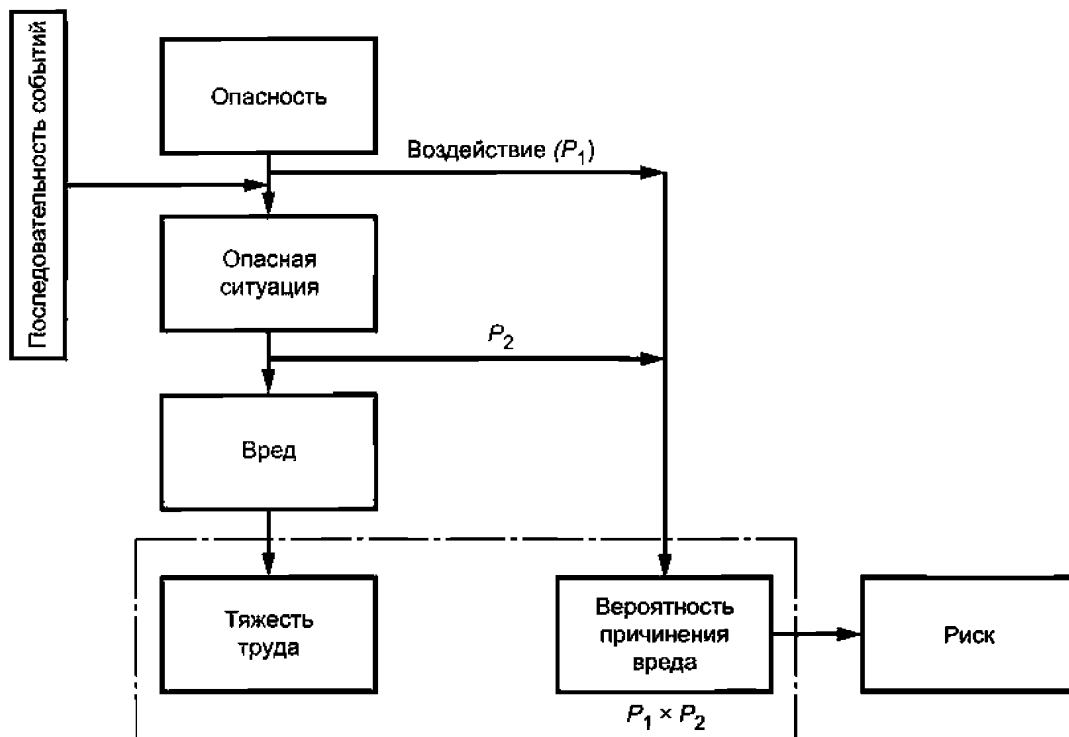 Последовательность событий
Опасность
Воздействие (P1)
Опасная
ситуация
P2
Вред
Тяжесть
труда
Вероятность
причинения
вреда
Риск
P1 × P2